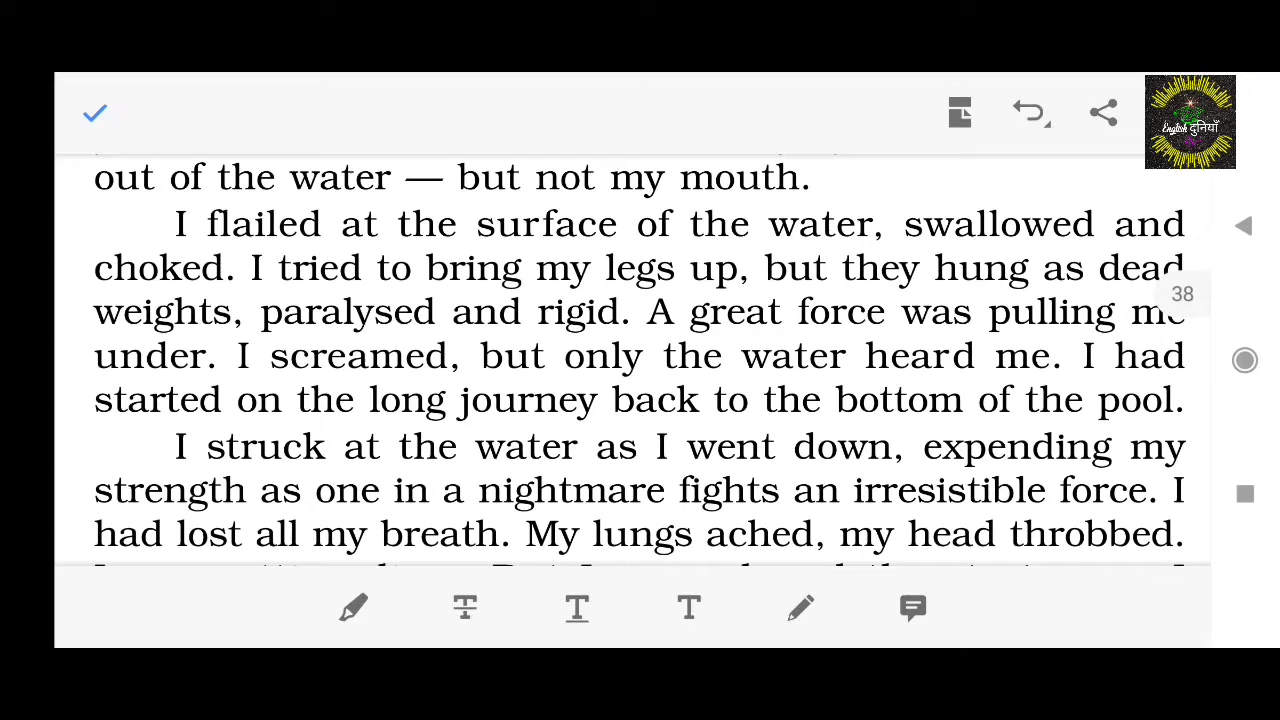 English दुनियाँ
out of the water — but not my mouth.
I flailed at the surface of the water, swallowed and
choked. I tried to bring my legs up, but they hung as dead
weights, paralysed and rigid. A great force was pulling me
38
under. I screamed, but only the water heard me. I had
started on the long journey back to the bottom of the pool.
I struck at the water as I went down, expending my
strength as one in a nightmare fights an irresistible force. I
had lost all my breath. My lungs ached, my head throbbed.
T
T
T